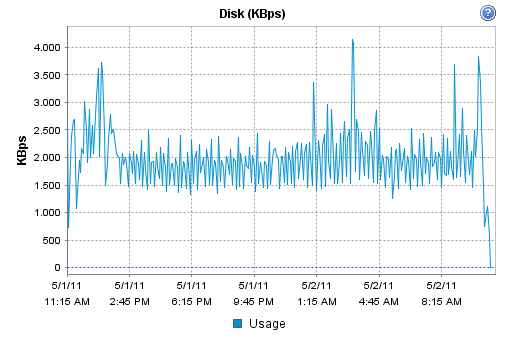 Disk (KBps)
?
KBps
4.000
3.500
3.000
2.500
2.000
1.500
1.000
500
0
5/1/11 5/1/11 5/1/11 5/1/11 5/2/11 5/2/11 5/2/11
11:15 AM 2:45 PM 6:15 PM 9:45 PM 1:15 AM 4:45 AM 8:15 AM
Usage